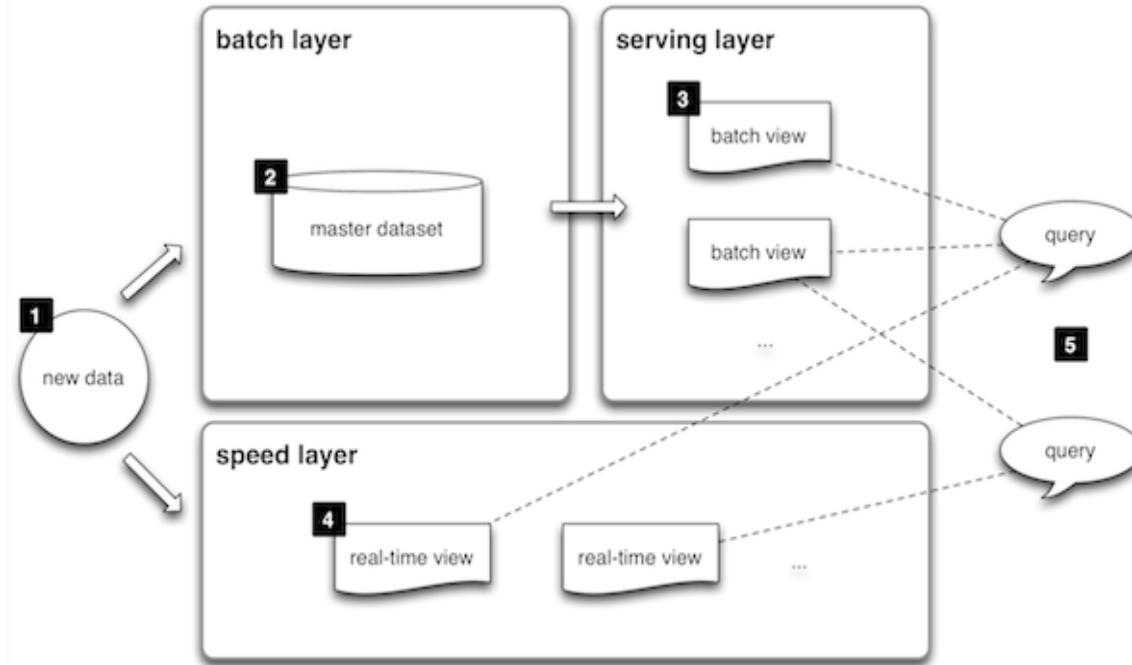 batch layer
serving layer
3
batch view
2
master dataset
batch view
query
1
new data
...
5
speed layer
query
4
real-time view
real-time view
...